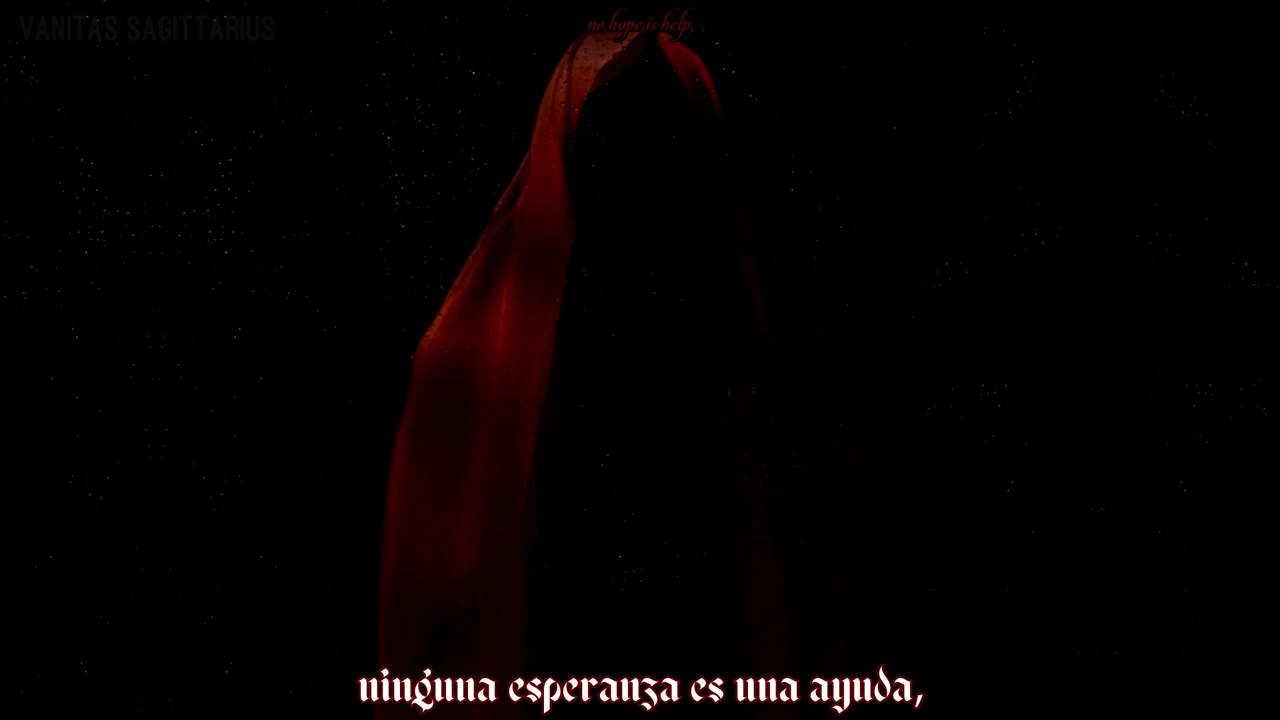 VANITAS SAGITTARIUS
no hope is help,
ninguna esperanza es una ayuda,